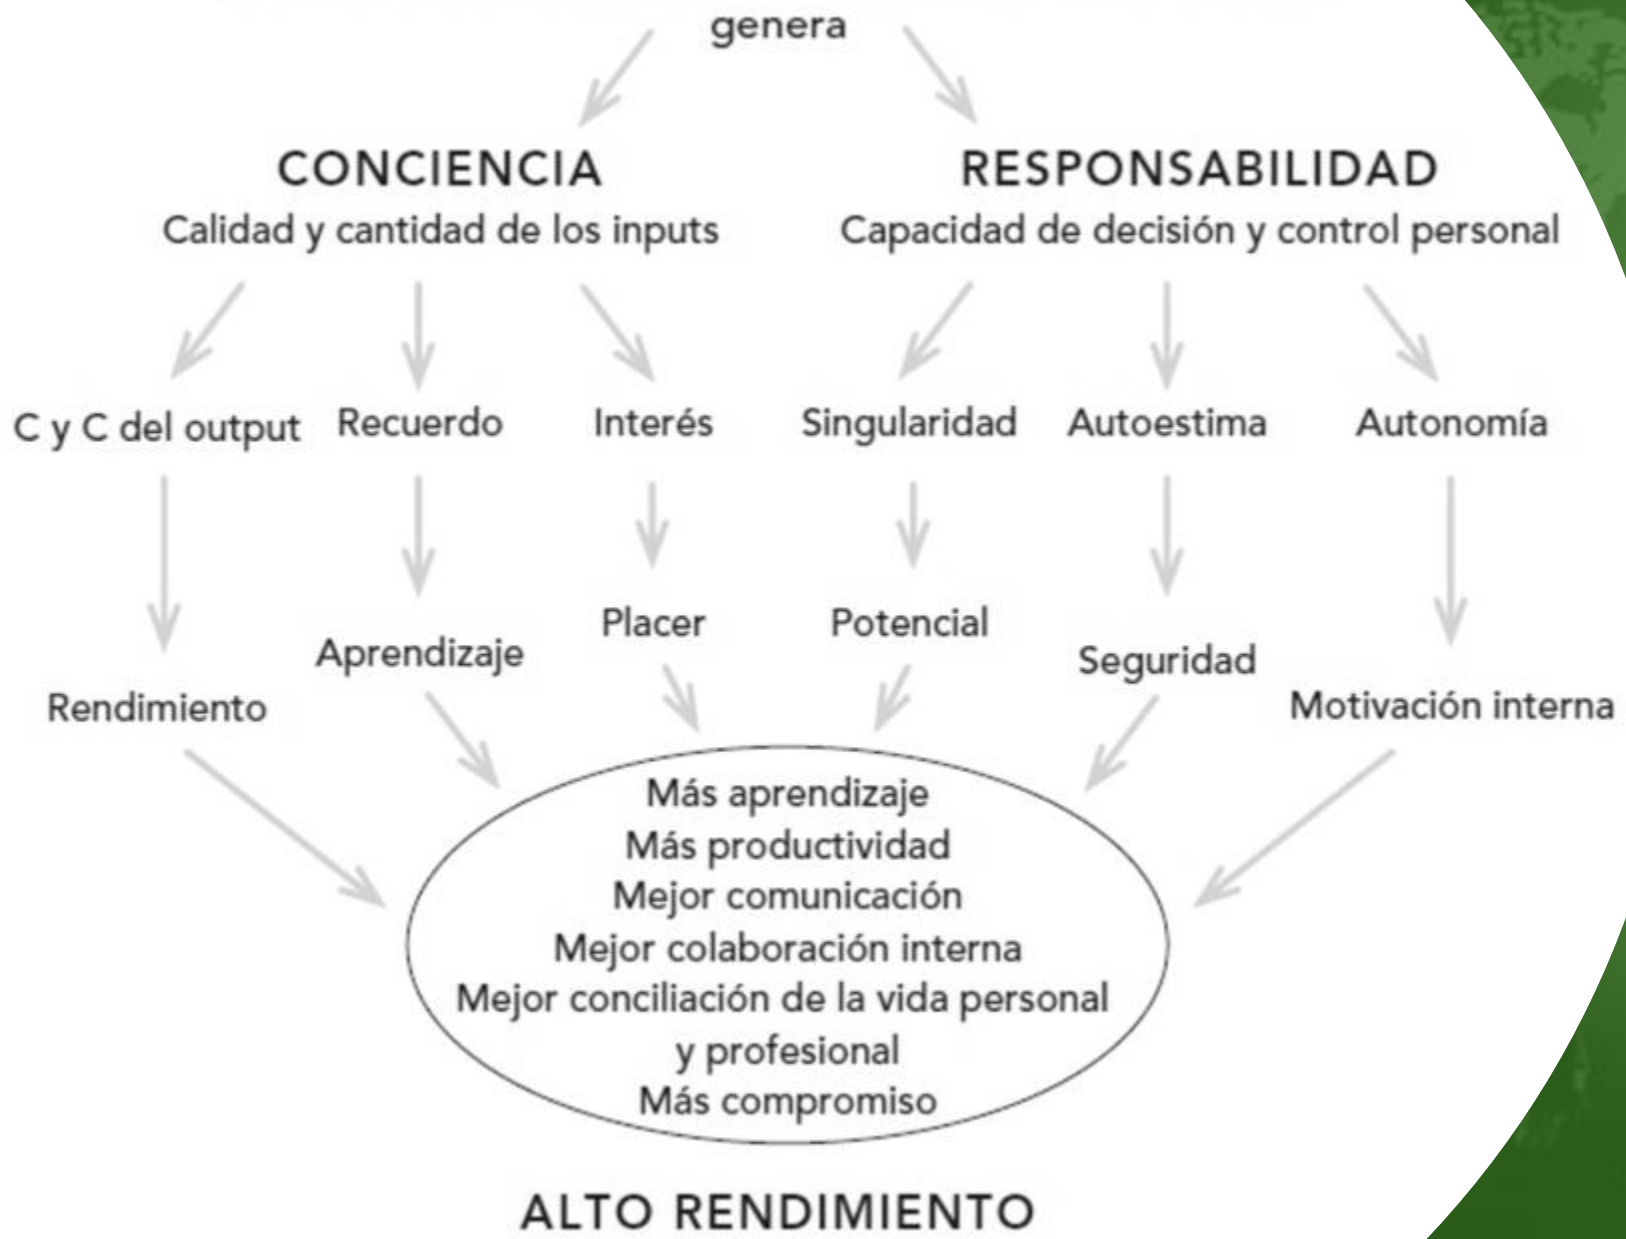 genera
CONCIENCIA
RESPONSABILIDAD
Calidad y cantidad de los inputs
Capacidad de decisión y control personal
C y C del output
Recuerdo
Interés
Singularidad
Autoestima
Autonomía
Rendimiento
Aprendizaje
Placer
Potencial
Seguridad
Motivación interna
Más aprendizaje
Más productividad
Mejor comunicación
Mejor colaboración interna
Mejor conciliación de la vida personal
y profesional
Más compromiso
ALTO RENDIMIENTO